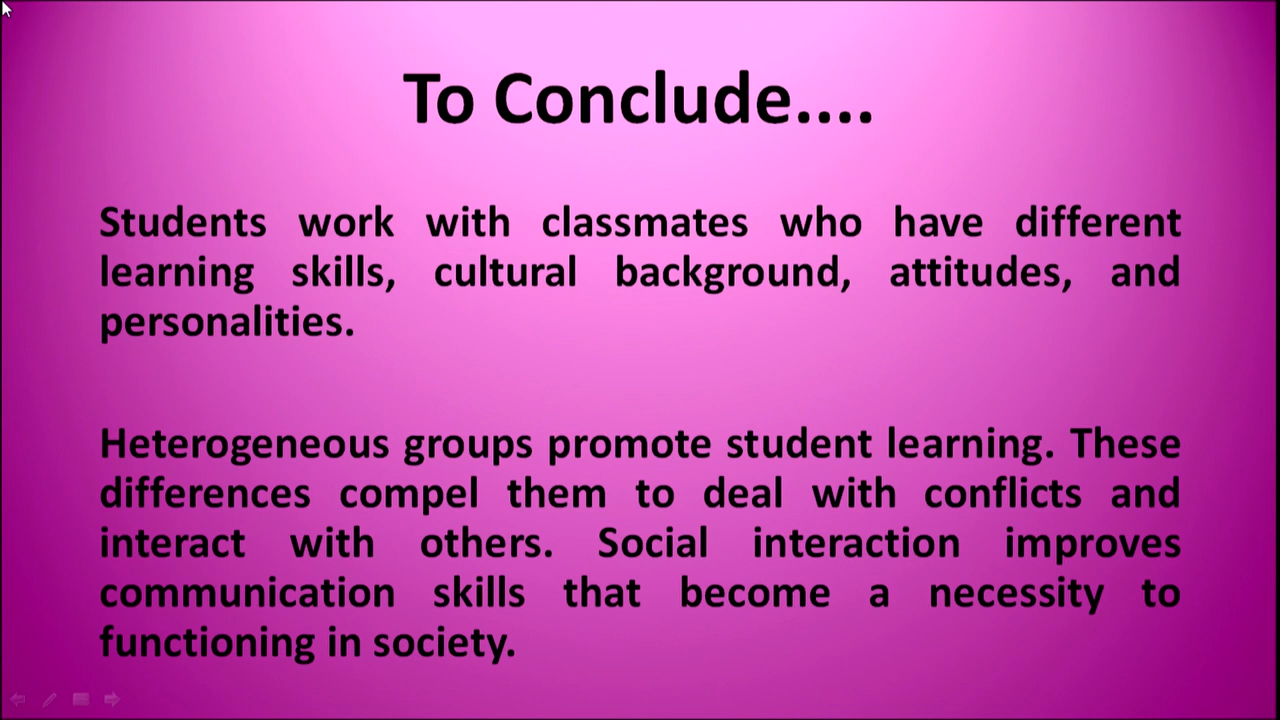 To Conclude....
Students work with classmates who have different
learning skills, cultural background, attitudes, and
personalities.
Heterogeneous groups promote student learning. These
differences compel them to deal with conflicts and
interact with others. Social interaction improves
communication skills that become a necessity to
functioning in society.